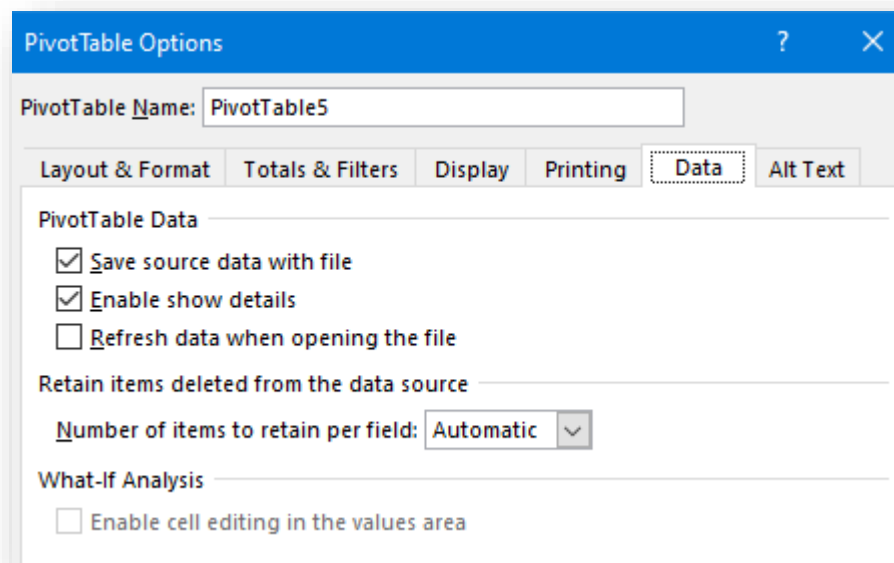 PivotTable Options ?
PivotTable Name: PivotTable5
Layout & Format Totals & Filters Display Printing Data Alt Text
PivotTable Data
Save source data with file
Enable show details
Refresh data when opening the file
Retain items deleted from the data source
Number of items to retain per field: Automatic
What-If Analysis
Enable cell editing in the values area